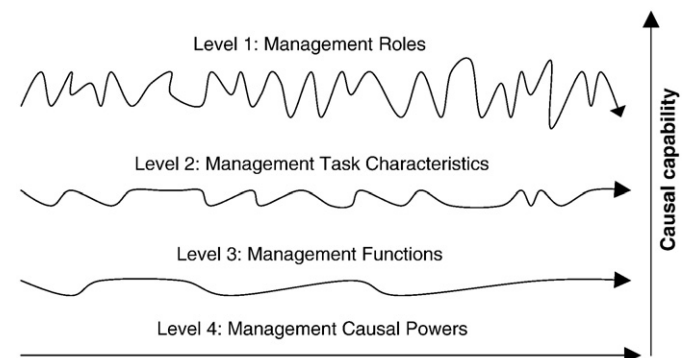 Level 1: Management Roles
Level 2: Management Task Characteristics
Level 3: Management Functions
Level 4: Management Causal Powers
Causal capability